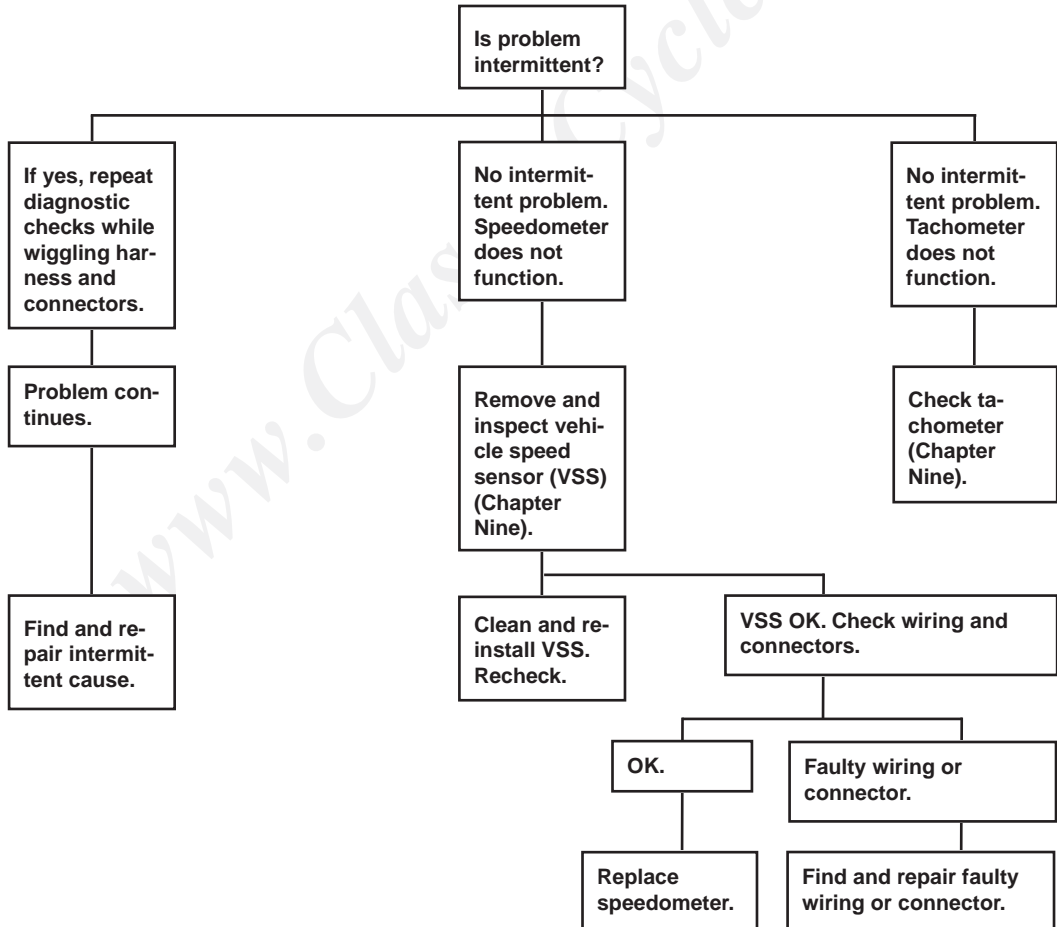 Is problem
intermittent?
If yes, repeat
diagnostic
checks while
wiggling har-
ness and
connectors.
No intermit-
tent problem.
Speedometer
does not
function.
No intermit-
tent problem.
Tachometer
does not
function.
Problem con-
tinues.
Remove and
inspect vehi-
cle speed
sensor (VSS)
(Chapter
Nine).
Check ta-
chometer
(Chapter
Nine).
Find and re-
pair intermit-
tent cause.
Clean and re-
install VSS.
Recheck.
VSS OK. Check wiring and
connectors.
OK.
Faulty wiring or
connector.
Replace
speedometer.
Find and repair faulty
wiring or connector.